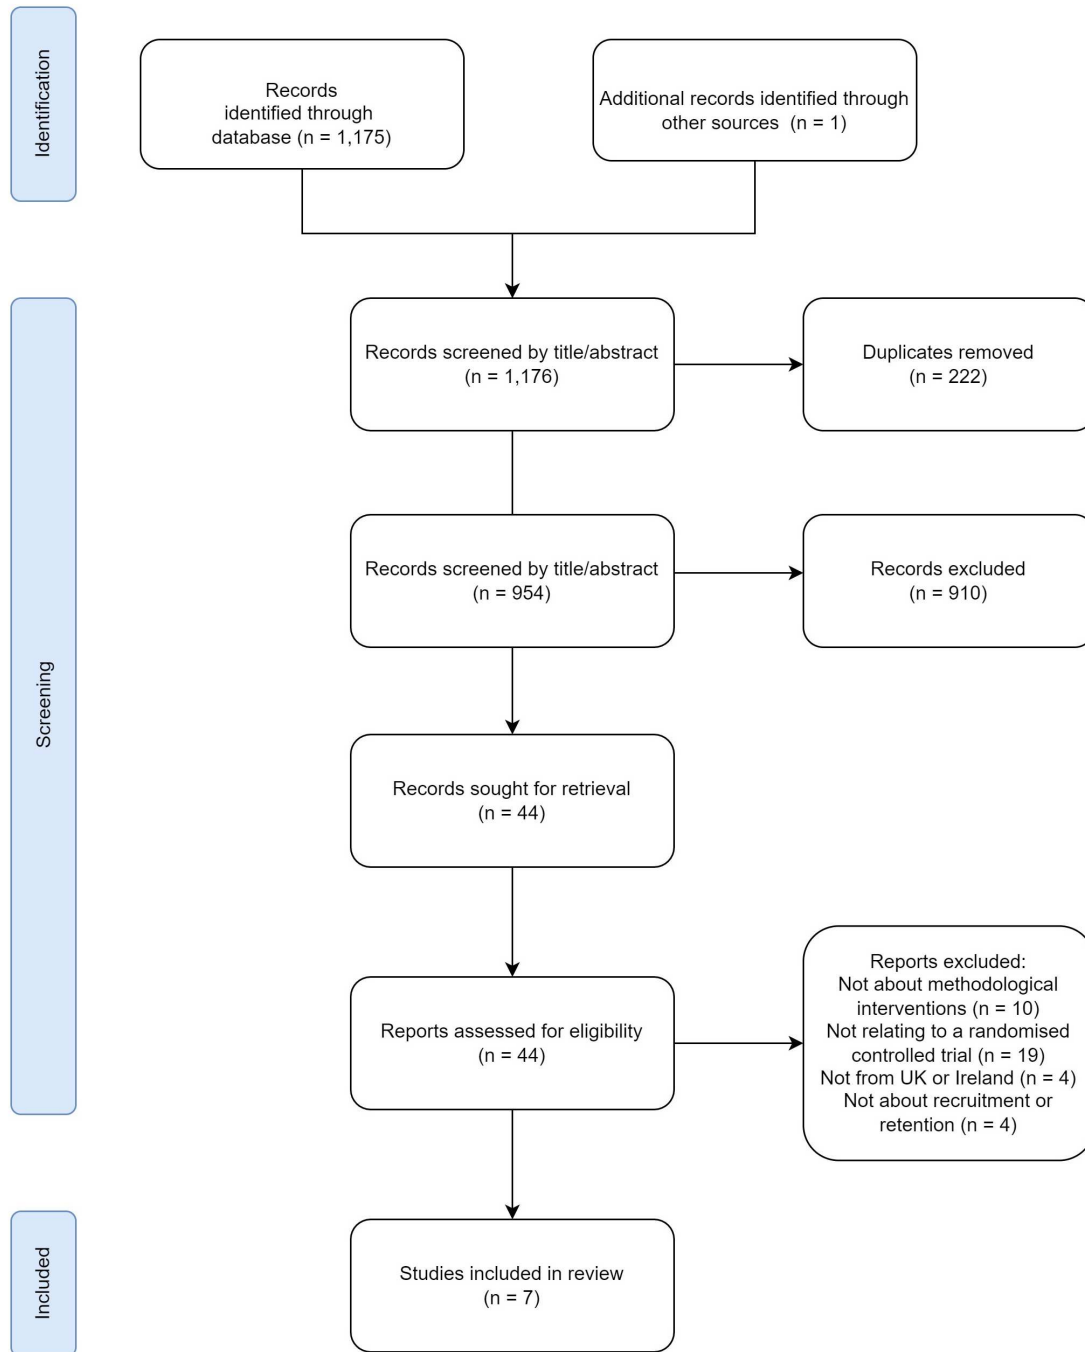 Identification
Records
identified through
database (n = 1,175)
Additional records identified through
other sources (n = 1)
Screening
Records screened by title/abstract
(n = 1,176)
Duplicates removed
(n = 222)
Records screened by title/abstract
(n = 954)
Records excluded
(n = 910)
Records sought for retrieval
(n = 44)
Reports assessed for eligibility
(n = 44)
Reports excluded:
Not about methodological
interventions (n = 10)
Not relating to a randomised
controlled trial (n = 19)
Not from UK or Ireland (n = 4)
Not about recruitment or
retention (n = 4)
Included
Studies included in review
(n = 7)